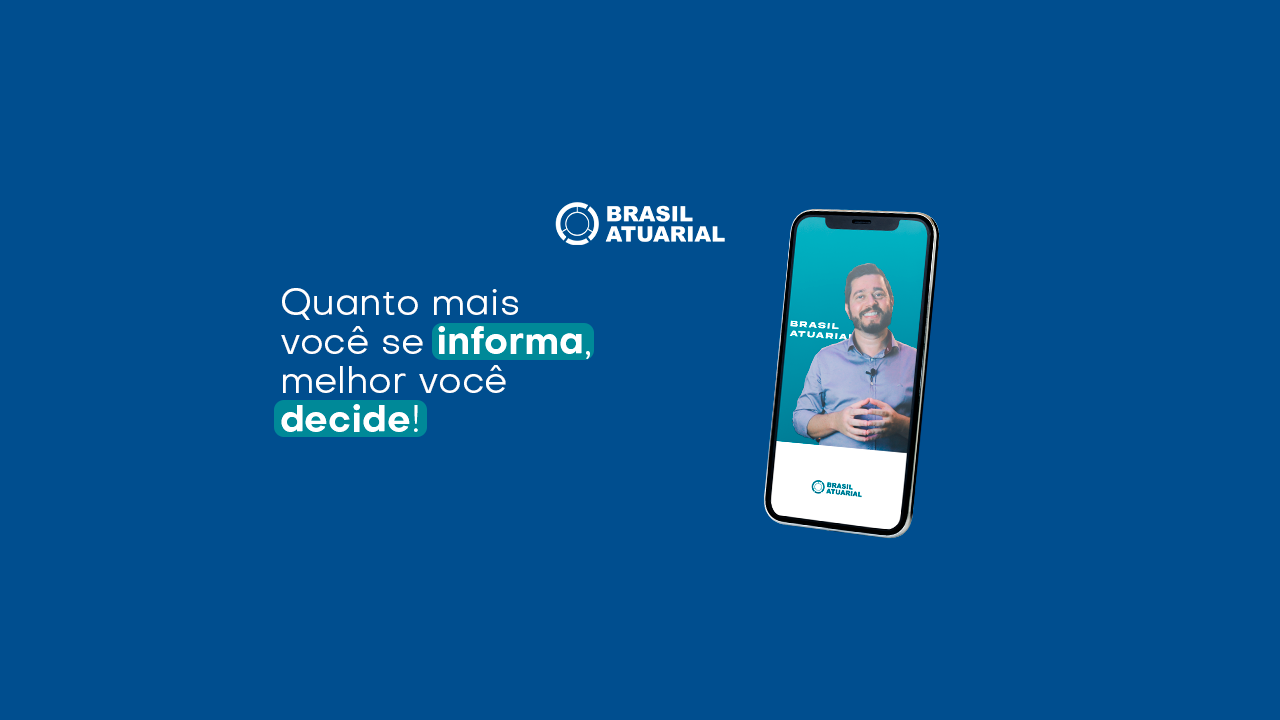 BRASIL
ATUARIAL
Quanto mais
você se informa,
melhor você
decide!
BRASIL
ATUARIAL
BRASIL
ATUARIAL